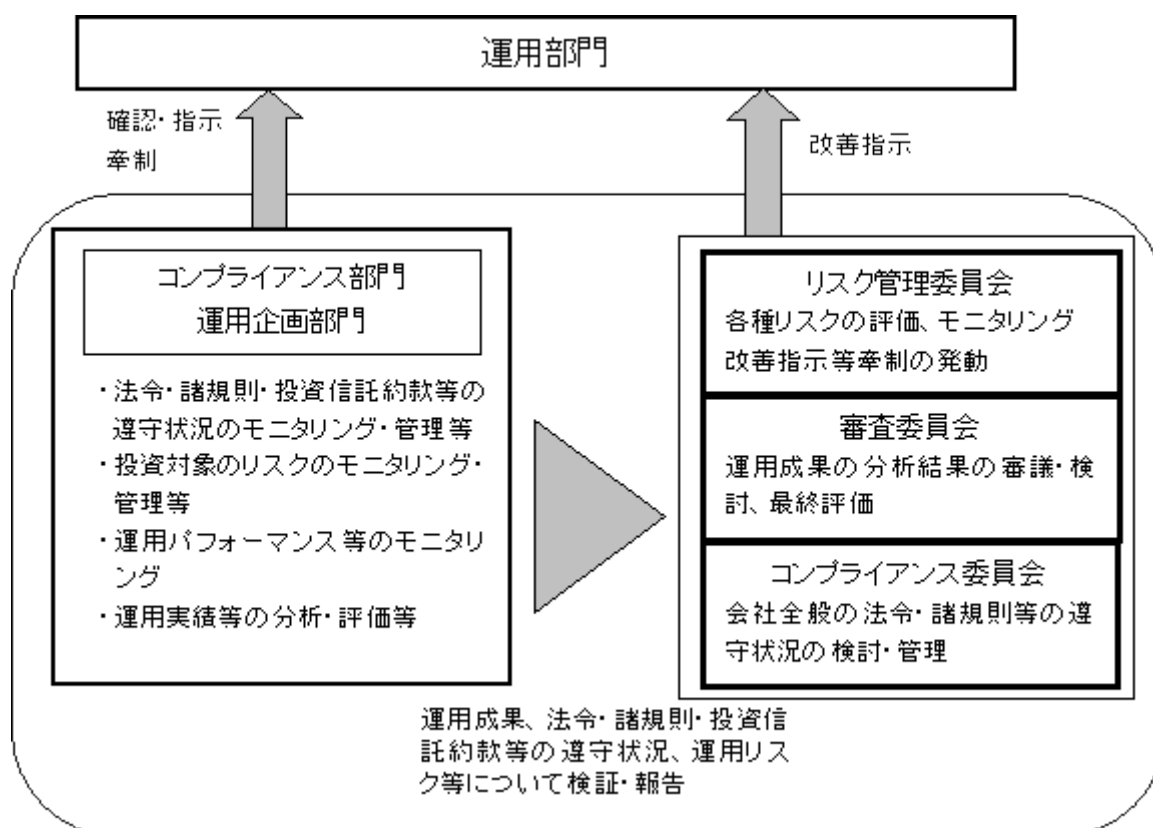 運用部門
確認・指示
牽制
改善指示
コンプライアンス部門
運用企画部門
・法令・諸規則・投資信託約款等の
遵守状況のモニタリング・管理等
・投資対象のリスクのモニタリング・
管理等
・運用パフォーマンス等のモニタリ
ング
・運用実績等の分析・評価等
リスク管理委員会
各種リスクの評価、モニタリング
改善指示等牽制の発動
審査委員会
運用成果の分析結果の審議・検
討、最終評価
コンプライアンス委員会
会社全般の法令・諸規則等の遵
守状況の検討・管理
運用成果、法令・諸規則・投資信
託約款等の遵守状況、運用リス
ク等について検証・報告